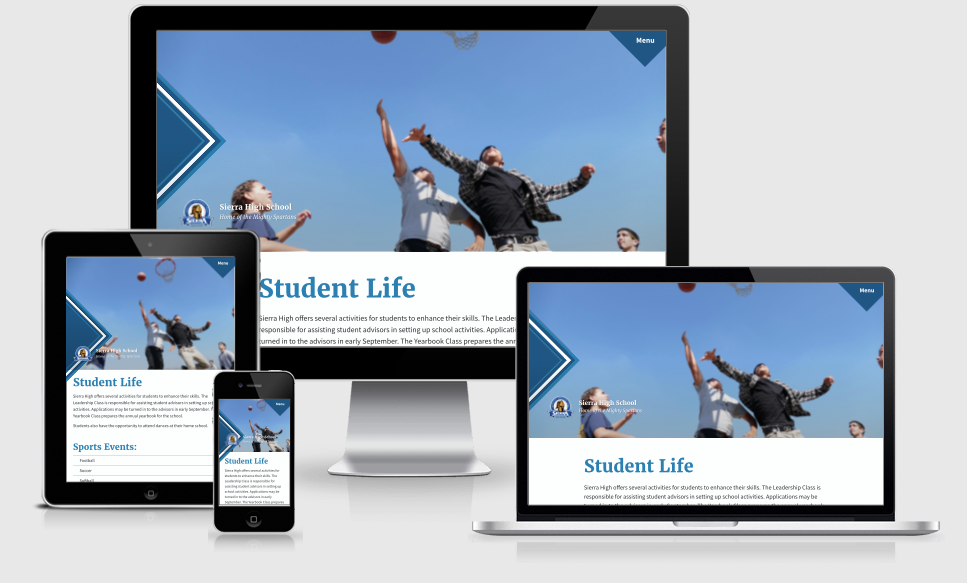 Menu
Sierra High School
Home of the Mighty Spartans
Student Life
Sierra High offers several activities for students to enhance their skills. The Leader
responsible for assisting student advisors in setting up school activities. Applicati
turned in to the advisors in early September. The Yearbook Class prepares the ann
Menu
Sierra High School
Home of the Mighty Spartans
Student Life
Sierra High offers several activities for students to enhance their skills. The
Leadership Class is responsible for assisting student advisors in setting up school
activities. Applications may be turned in to the advisors in early September. The
Yearbook Class prepares the annual yearbook for the school.
Students also have the opportunity to attend dances at their home school.
Sports Events:
Football
Soccer
Softball
Menu
Sierra High School
Student Life
Sierra High offers several activities for
students to enhance their skills. The
Leadership Class is responsible for
assisting student advisors in setting up
school activities. Applications may be
turned in to the advisors in early
September. The Yearbook Class prepares
Menu
Sierra High School
Home of the Mighty Spartans
Student Life
Sierra High offers several activities for students to enhance their skills. The Leadership Class is
responsible for assisting student advisors in setting up school activities. Applications may be